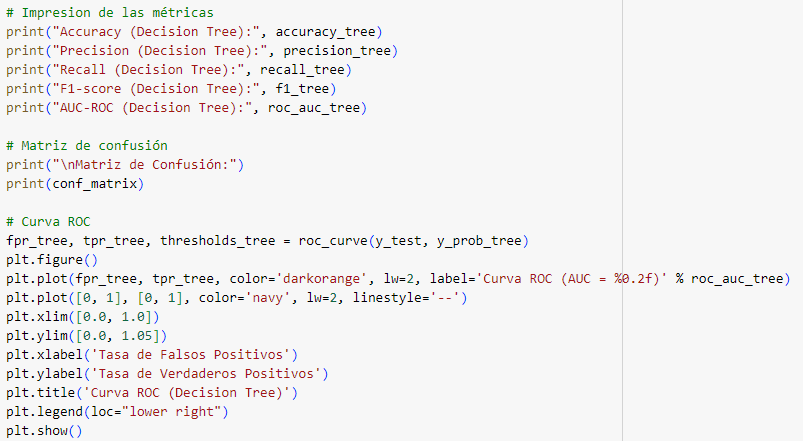 # Impresion de las métricas
print("Accuracy (Decision Tree):", accuracy_tree)
print("Precision (Decision Tree):", precision_tree)
print("Recall (Decision Tree):", recall_tree)
print("F1-score (Decision Tree):", f1_tree)
print("AUC-ROC (Decision Tree):", roc_auc_tree)

# Matriz de confusión
print("\nMatriz de Confusión:")
print(conf_matrix)

# Curva ROC
fpr_tree, tpr_tree, thresholds_tree = roc_curve(y_test, y_prob_tree)
plt.figure()
plt.plot(fpr_tree, tpr_tree, color='darkorange', lw=2, label='Curva ROC (AUC = %0.2f)' % roc_auc_tree)
plt.plot([0, 1], [0, 1], color='navy', lw=2, linestyle='--')
plt.xlim([0.0, 1.0])
plt.ylim([0.0, 1.05])
plt.xlabel('Tasa de Falsos Positivos')
plt.ylabel('Tasa de Verdaderos Positivos')
plt.title('Curva ROC (Decision Tree)')
plt.legend(loc="lower right")
plt.show()